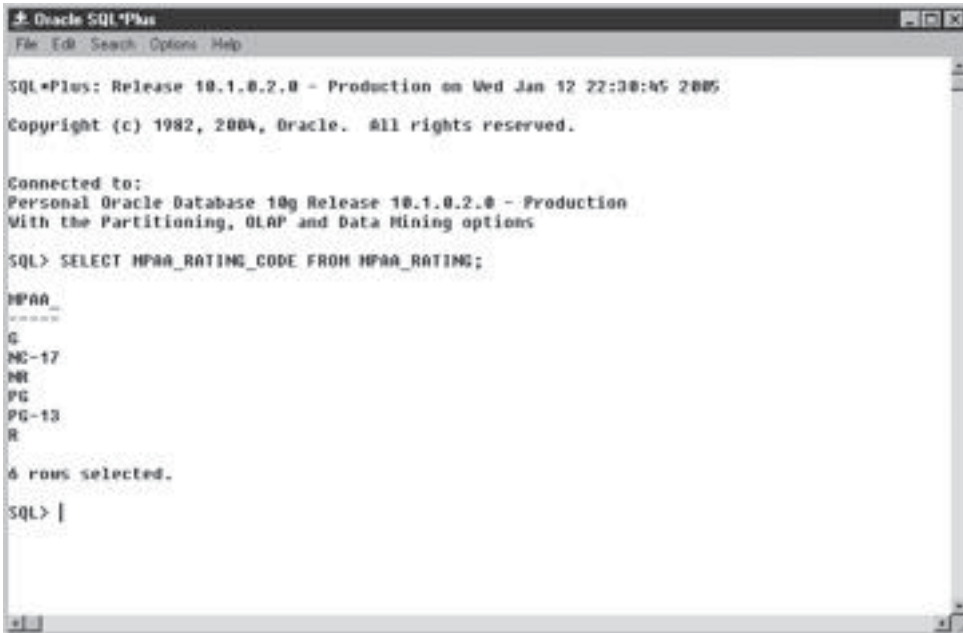 Oracle SQL*Plus
File Edit Search Options Help
SQL*Plus: Release 10.1.0.2.0 - Production on Wed Jan 12 22:30:45 2005
Copyright (c) 1982, 2004, Oracle. All rights reserved.
Connected to:
Personal Oracle Database 10g Release 10.1.0.2.0 - Production
With the Partitioning, OLAP and Data Mining options
SQL> SELECT MPAA_RATING_CODE FROM MPAA_RATING;
MPAA_
-----
G
NC-17
NR
PG
PG-13
R
6 rows selected.
SQL>